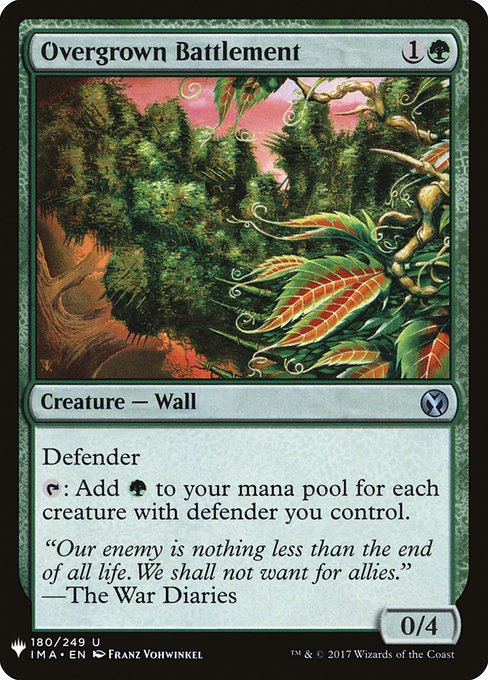 Overgrown Battlement 1
Creature — Wall
Defender
: Add to your mana pool for each
creature with defender you control.
“Our enemy is nothing less than the end
of all life. We shall not want for allies.”
—The War Diaries
0/4
180/249 U
IMA • EN Franz Vohwinkel
™ & © 2017 Wizards of the Coast